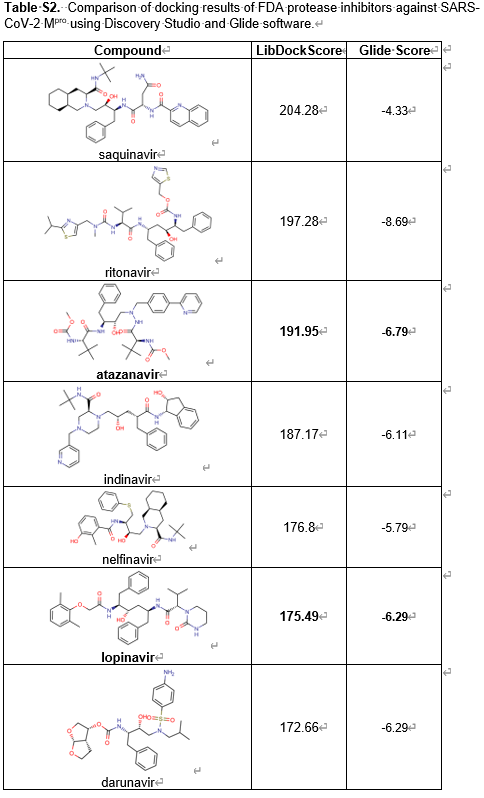 Table S2. Comparison of docking results of FDA protease inhibitors against SARS-
CoV-2 Mpro using Discovery Studio and Glide software.
Compound LibDockScore Glide Score
saquinavir 204.28 -4.33
ritonavir 197.28 -8.69
atazanavir 191.95 -6.79
indinavir 187.17 -6.11
nelfinavir 176.8 -5.79
lopinavir 175.49 -6.29
darunavir 172.66 -6.29